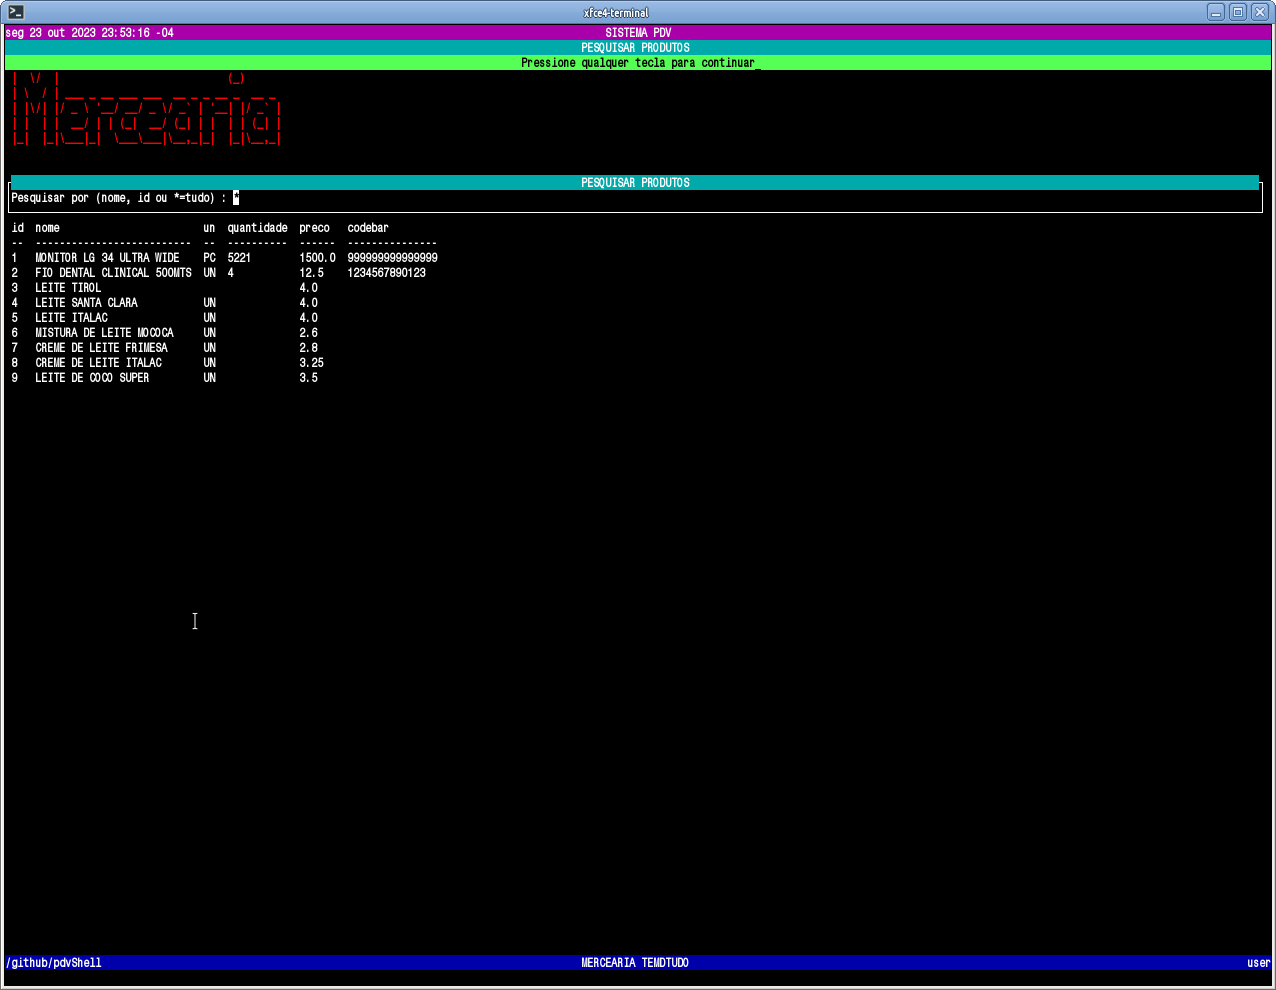 xfce4-terminal
seg 23 out 2023 23:53:16 -04 SISTEMA PDV
PESQUISAR PRODUTOS
Pressione qualquer tecla para continuar_
Mercearia
PESQUISAR PRODUTOS
Pesquisar por (nome, id ou *=tudo) : *
id nome un quantidade preco codebar
-- -------------------------- -- ---------- ------ ---------------
1 MONITOR LG 34 ULTRA WIDE PC 5221 1500.0 999999999999999
2 FIO DENTAL CLINICAL 500MTS UN 4 12.5 1234567890123
3 LEITE TIROL 4.0
4 LEITE SANTA CLARA UN 4.0
5 LEITE ITALAC UN 4.0
6 MISTURA DE LEITE MOCOCA UN 2.6
7 CREME DE LEITE FRIMESA UN 2.8
8 CREME DE LEITE ITALAC UN 3.25
9 LEITE DE COCO SUPER UN 3.5
/github/pdvShell MERCEARIA TEMDTUDO user